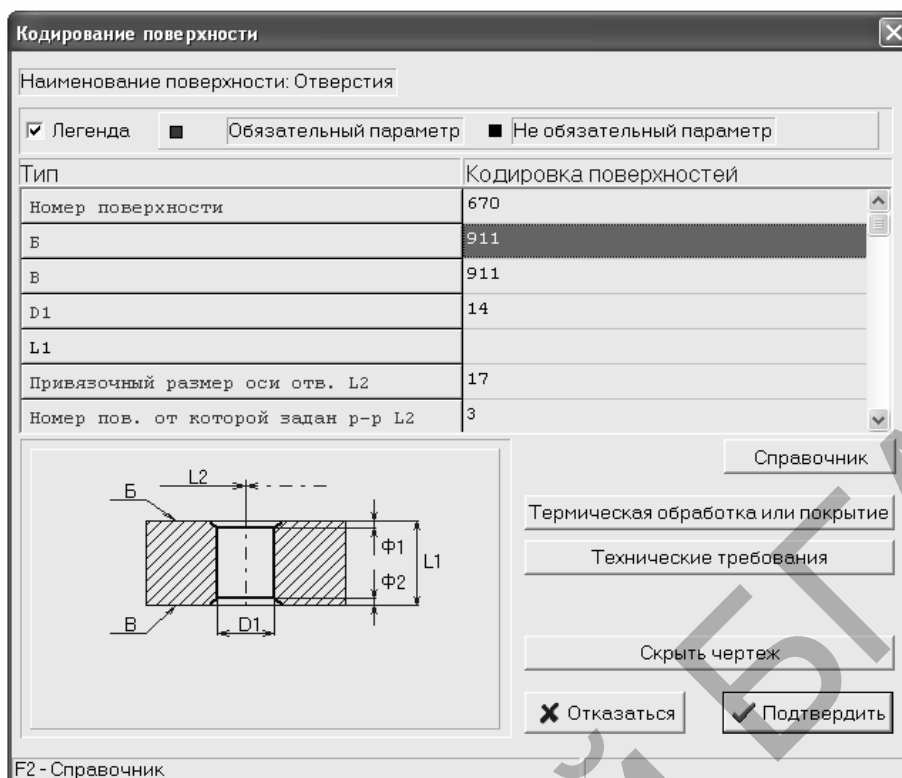 Кодирование поверхности
Наименование поверхности: Отверстия
Легенда Обязательный параметр Не обязательный параметр
Тип Кодировка поверхностей
Номер поверхности 670
Б 911
В 911
D1 14
L1
Привязочный размер оси отв. L2 17
Номер пов. от которой задан р-р L2 3
Справочник
L2
Б
Термическая обработка или покрытие
Ф1
L1
Технические требования
Ф2
В
D1
Скрыть чертеж
Отказаться Подтвердить
F2 - Справочник